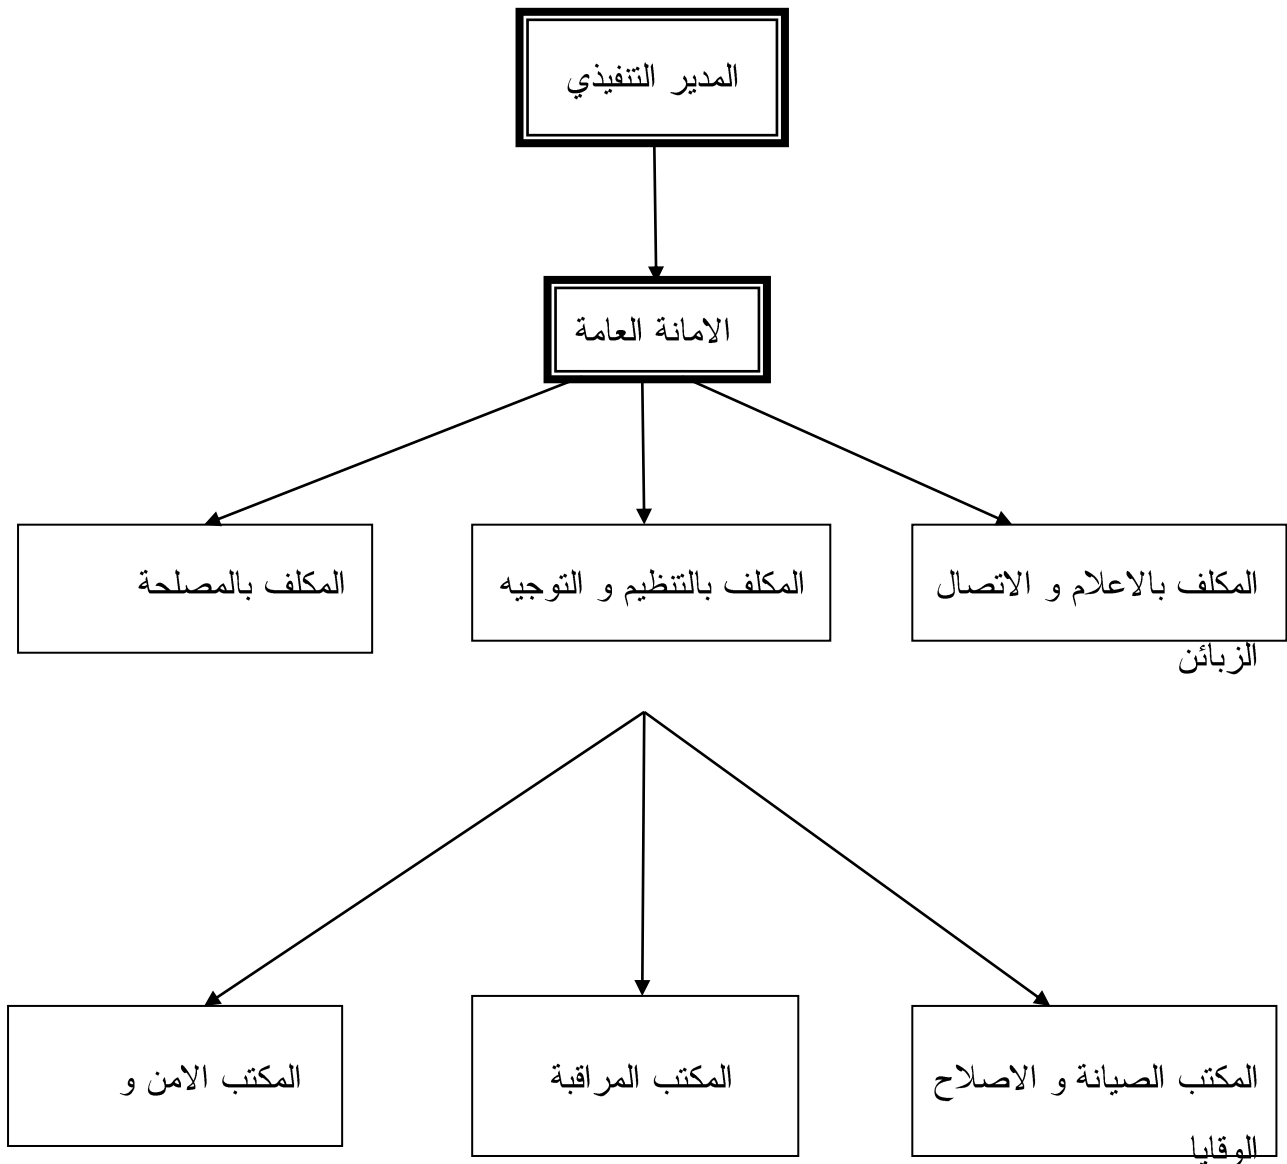 المدير التنفيذي
الامانة العامة
المكلف بالاعلام و الاتصال
المكلف بالتنظيم و التوجيه
المكلف بالمصلحة
الزبائن
المكتب الصيانة و الاصلاح
المكتب المراقبة
المكتب الامن و
الوقايا